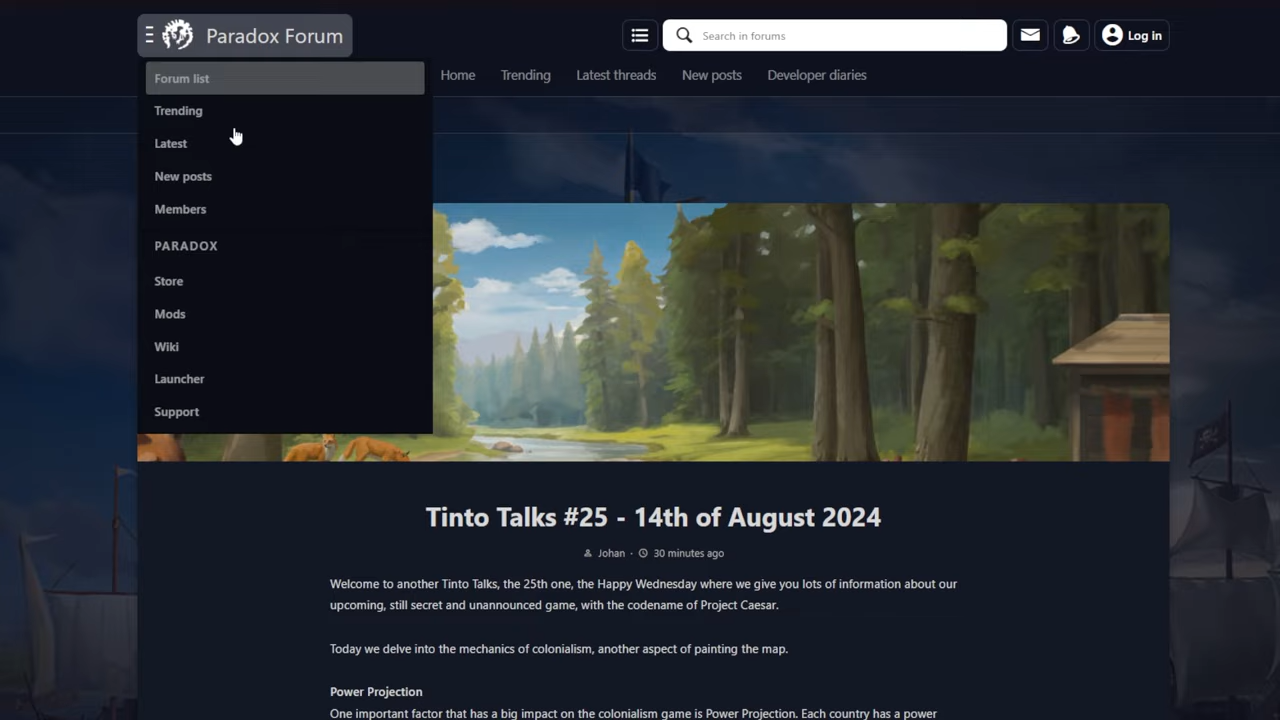 Paradox Forum
Search in forums
Log in
Home
Trending
Latest threads
New posts
Developer diaries
Forum list
Trending
Latest
New posts
Members
PARADOX
Store
Mods
Wiki
Launcher
Support
Tinto Talks #25 - 14th of August 2024
Johan · 30 minutes ago
Welcome to another Tinto Talks, the 25th one, the Happy Wednesday where we give you lots of information about our
upcoming, still secret and unannounced game, with the codename of Project Caesar.
Today we delve into the mechanics of colonialism, another aspect of painting the map.
Power Projection
One important factor that has a big impact on the colonialism game is Power Projection. Each country has a power